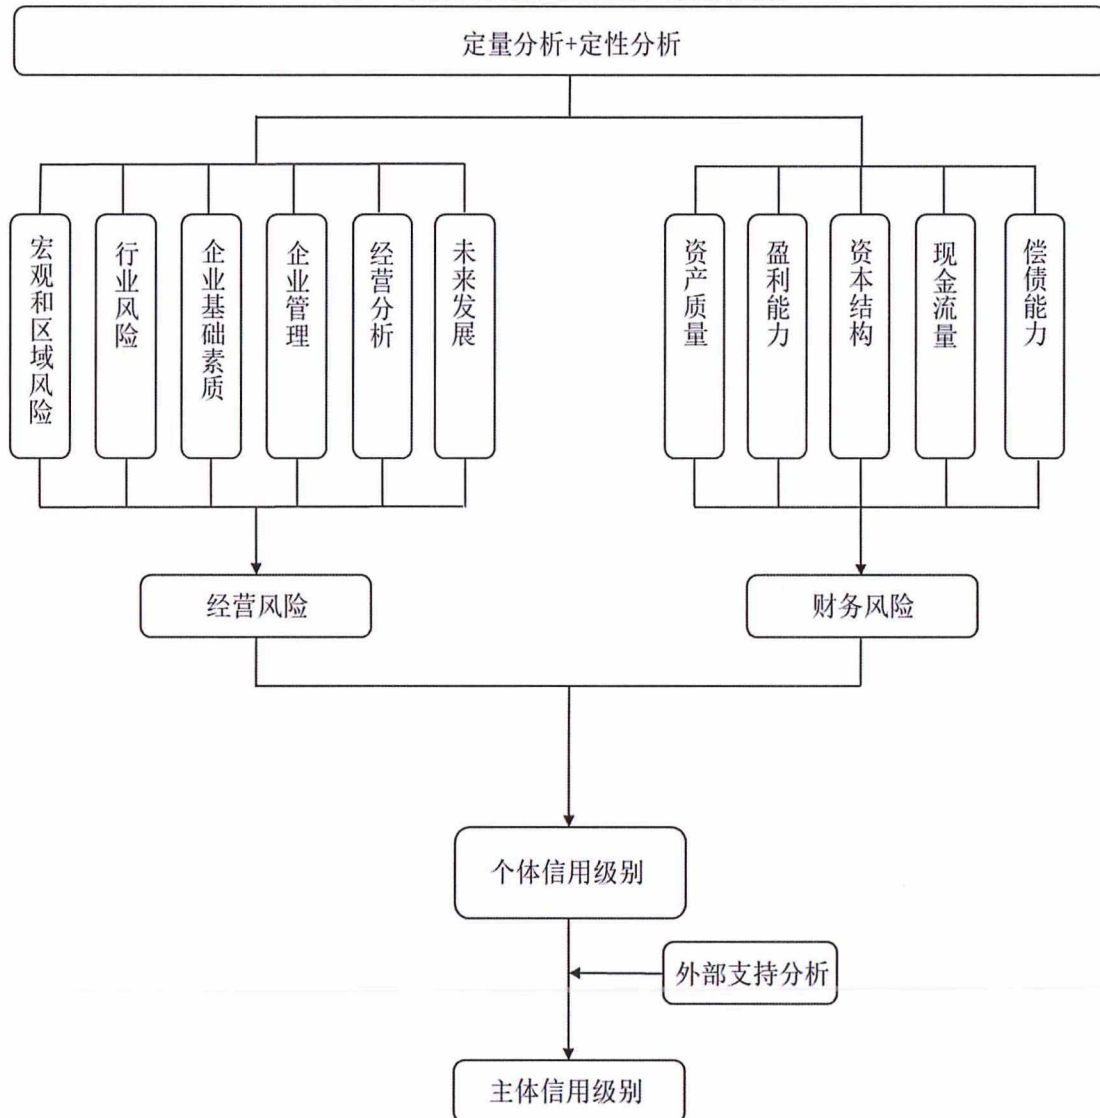 定量分析+定性分析
宏观和区域风险
行业风险
企业基础素质
企业管理
经营分析
未来发展
资产质量
盈利能力
资本结构
现金流量
偿债能力
经营风险
财务风险
个体信用级别
外部支持分析
主体信用级别